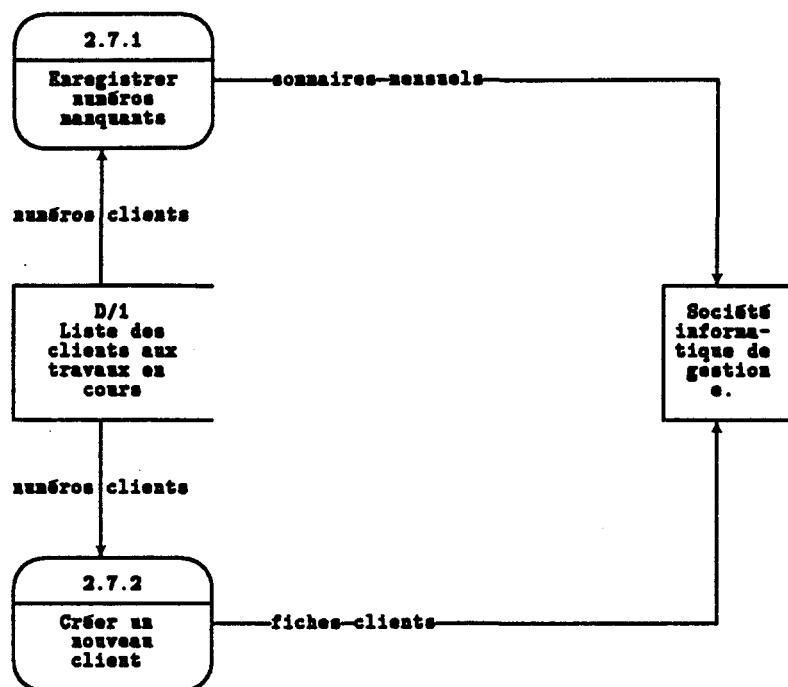 2.7.1
Enregistrer
numéros
manquants
sommaires mensuels
numéros clients
D/1
Liste des
clients aux
travaux en
cours
Société
informa-
tique de
gestion
e.
numéros clients
2.7.2
Créer un
nouveau
client
fiches clients